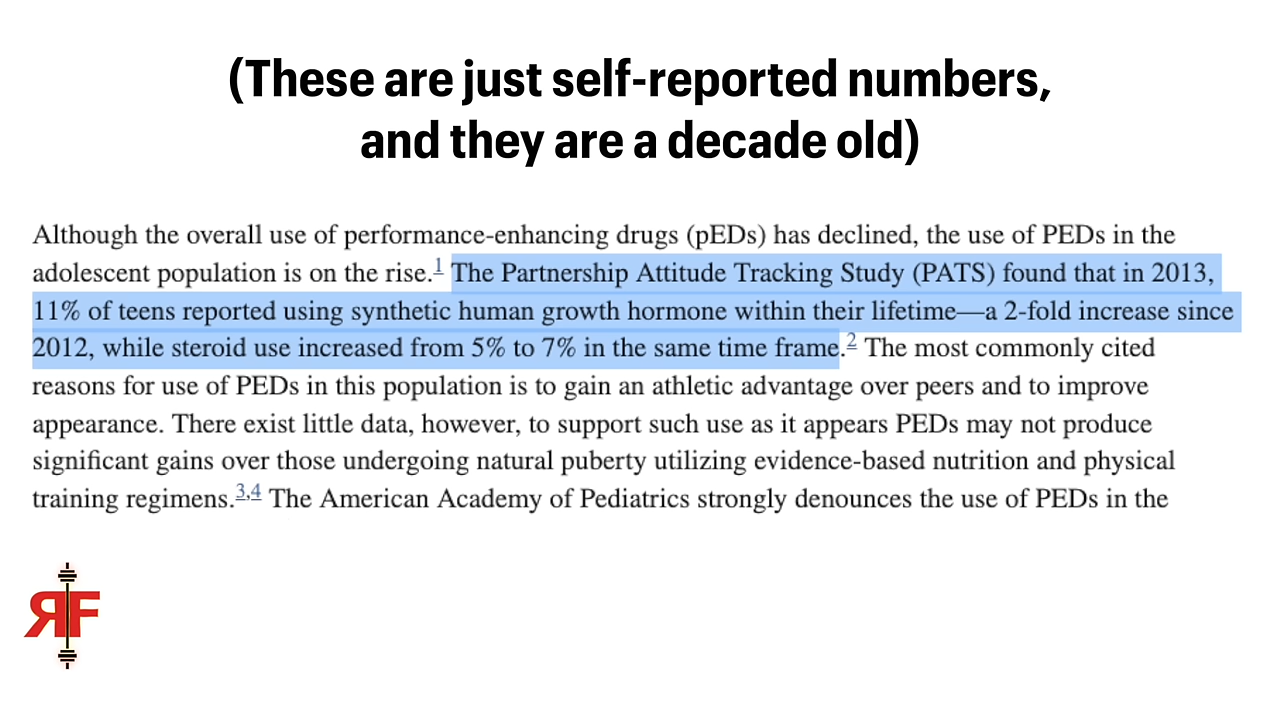 (These are just self-reported numbers,
and they are a decade old)
Although the overall use of performance-enhancing drugs (pEDs) has declined, the use of PEDs in the
adolescent population is on the rise.1 The Partnership Attitude Tracking Study (PATS) found that in 2013,
11% of teens reported using synthetic human growth hormone within their lifetime—a 2-fold increase since
2012, while steroid use increased from 5% to 7% in the same time frame.2 The most commonly cited
reasons for use of PEDs in this population is to gain an athletic advantage over peers and to improve
appearance. There exist little data, however, to support such use as it appears PEDs may not produce
significant gains over those undergoing natural puberty utilizing evidence-based nutrition and physical
training regimens.3,4 The American Academy of Pediatrics strongly denounces the use of PEDs in the
RF